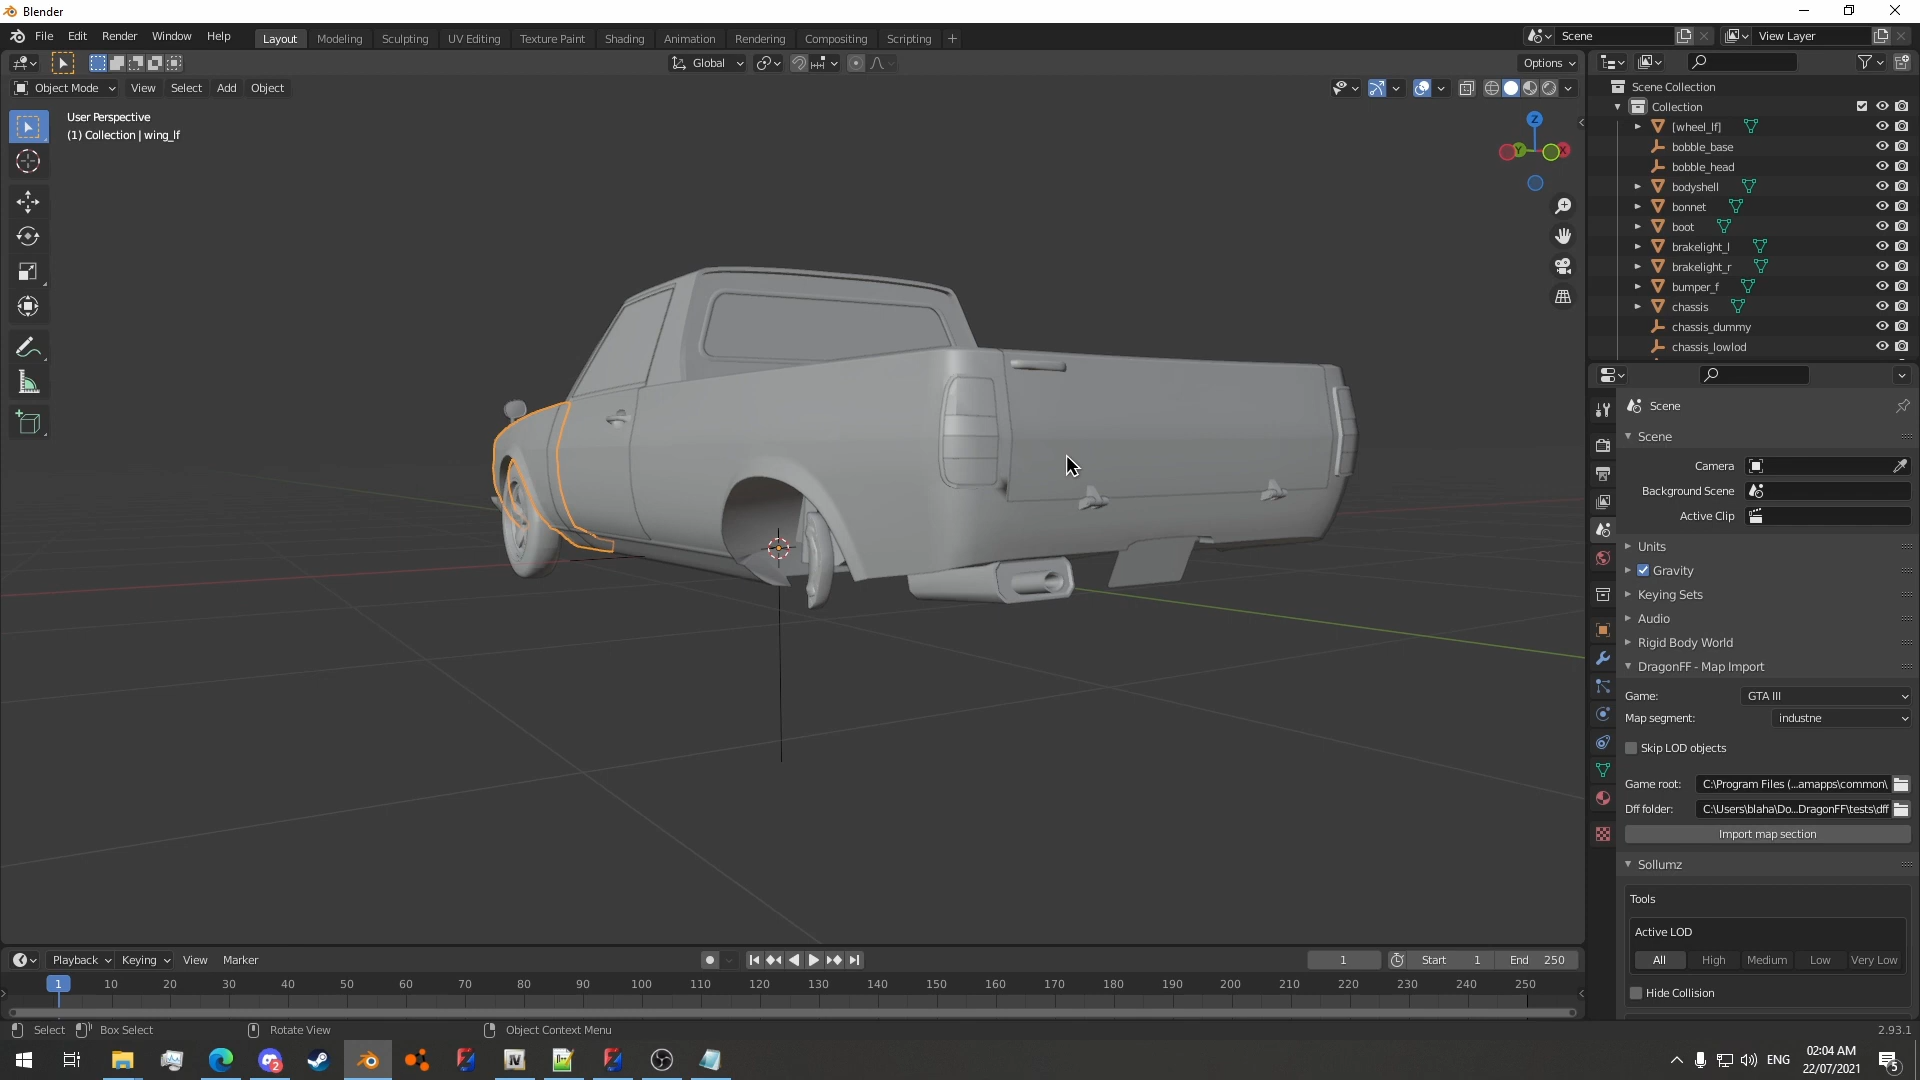 Blender
File Edit Render Window Help Layout Modeling Sculpting UV Editing Texture Paint Shading Animation Rendering Compositing Scripting Scene View Layer
Global Options
Object Mode View Select Add Object
User Perspective
(1) Collection | wing_lf
Z
Y X
Scene Collection
Collection
[wheel_lf]
bobble_base
bobble_head
bodyshell
bonnet
boot
brakelight_l
brakelight_r
bumper_f
chassis
chassis_dummy
chassis_lowlod
Scene
Scene
Camera
Background Scene
Active Clip
Units
Gravity
Keying Sets
Audio
Rigid Body World
DragonFF - Map Import
Game: GTA III
Map segment: industne
Skip LOD objects
Game root: C:\Program Files (...amapps\common\
Dff folder: C:\Users\blaha\Do...DragonFF\tests\dff
Import map section
Sollumz
Tools
Active LOD
All High Medium Low Very Low
Hide Collision
Playback Keying View Marker 1 Start 1 End 250
1 10 20 30 40 50 60 70 80 90 100 110 120 130 140 150 160 170 180 190 200 210 220 230 240 250
Select Box Select Rotate View Object Context Menu 2.93.1
2 IV ENG 02:04 AM
22/07/2021 5